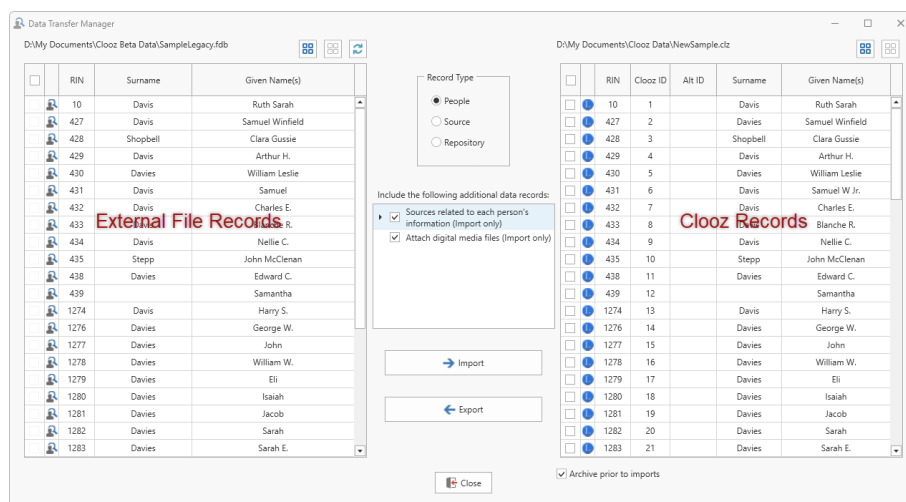 Data Transfer Manager
D:\My Documents\Clooz Beta Data\SampleLegacy.fdb
RIN Surname Given Name(s)
10 Davis Ruth Sarah
427 Davis Samuel Winfield
428 Shopbell Clara Gussie
429 Davis Arthur H.
430 Davies William Leslie
431 Davis Samuel
432 Davis Charles E.
External File Records
433 Blanche R.
434 Davis Nellie C.
435 Stepp John McClenan
438 Davies Edward C.
439 Samantha
1274 Davis Harry S.
1276 Davies George W.
1277 Davies John
1278 Davies William W.
1279 Davies Eli
1280 Davies Isaiah
1281 Davies Jacob
1282 Davies Sarah
1283 Davies Sarah E.
Record Type
People
Source
Repository
Include the following additional data records:
Sources related to each person's
information (Import only)
Attach digital media files (Import only)
Import
Export
Close
D:\My Documents\Clooz Data\NewSample.clz
RIN Clooz ID Alt ID Surname Given Name(s)
10 1 Davis Ruth Sarah
427 2 Davies Samuel Winfield
428 3 Shopbell Clara Gussie
429 4 Davis Arthur H.
430 5 Davies William Leslie
431 6 Davis Samuel W Jr.
432 7 Davis Charles E.
Clooz Records
433 8 Blanche R.
434 9 Davis Nellie C.
435 10 Stepp John McClenan
438 11 Davies Edward C.
439 12 Samantha
1274 13 Davis Harry S.
1276 14 Davies George W.
1277 15 Davies John
1278 16 Davies William W.
1279 17 Davies Eli
1280 18 Davies Isaiah
1281 19 Davies Jacob
1282 20 Davies Sarah
1283 21 Davies Sarah E.
Archive prior to imports